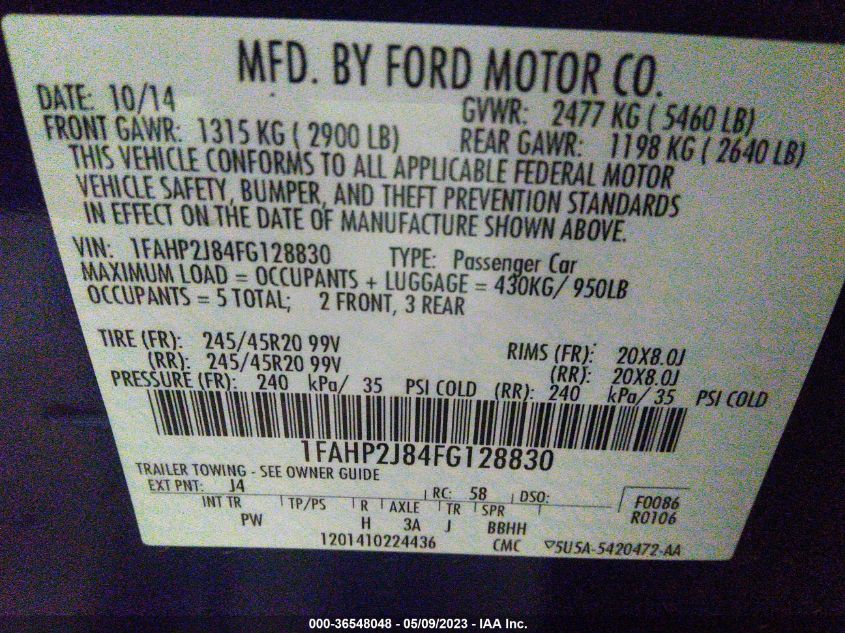 MFD. BY FORD MOTOR CO.
DATE: 10/14 GVWR: 2477 KG ( 5460 LB)
FRONT GAWR: 1315 KG ( 2900 LB) REAR GAWR: 1198 KG ( 2640 LB)
THIS VEHICLE CONFORMS TO ALL APPLICABLE FEDERAL MOTOR
VEHICLE SAFETY, BUMPER, AND THEFT PREVENTION STANDARDS
IN EFFECT ON THE DATE OF MANUFACTURE SHOWN ABOVE.
VIN: 1FAHP2J84FG128830 TYPE: Passenger Car
MAXIMUM LOAD = OCCUPANTS + LUGGAGE = 430KG/ 950LB
OCCUPANTS = 5 TOTAL; 2 FRONT, 3 REAR
TIRE (FR): 245/45R20 99V RIMS (FR): 20X8.0J
(RR): 245/45R20 99V (RR): 20X8.0J
PRESSURE (FR): 240 kPa/ 35 PSI COLD (RR): 240 kPa/ 35 PSI COLD
1FAHP2J84FG128830
TRAILER TOWING - SEE OWNER GUIDE
EXT PNT: J4 RC: 58 DSO: F0086
INT TR TP/PS R AXLE TR SPR R0106
PW H 3A J BBHH
1201410224436 CMC ▽5U5A-5420472-AA
000-36548048 - 05/09/2023 - IAA Inc.